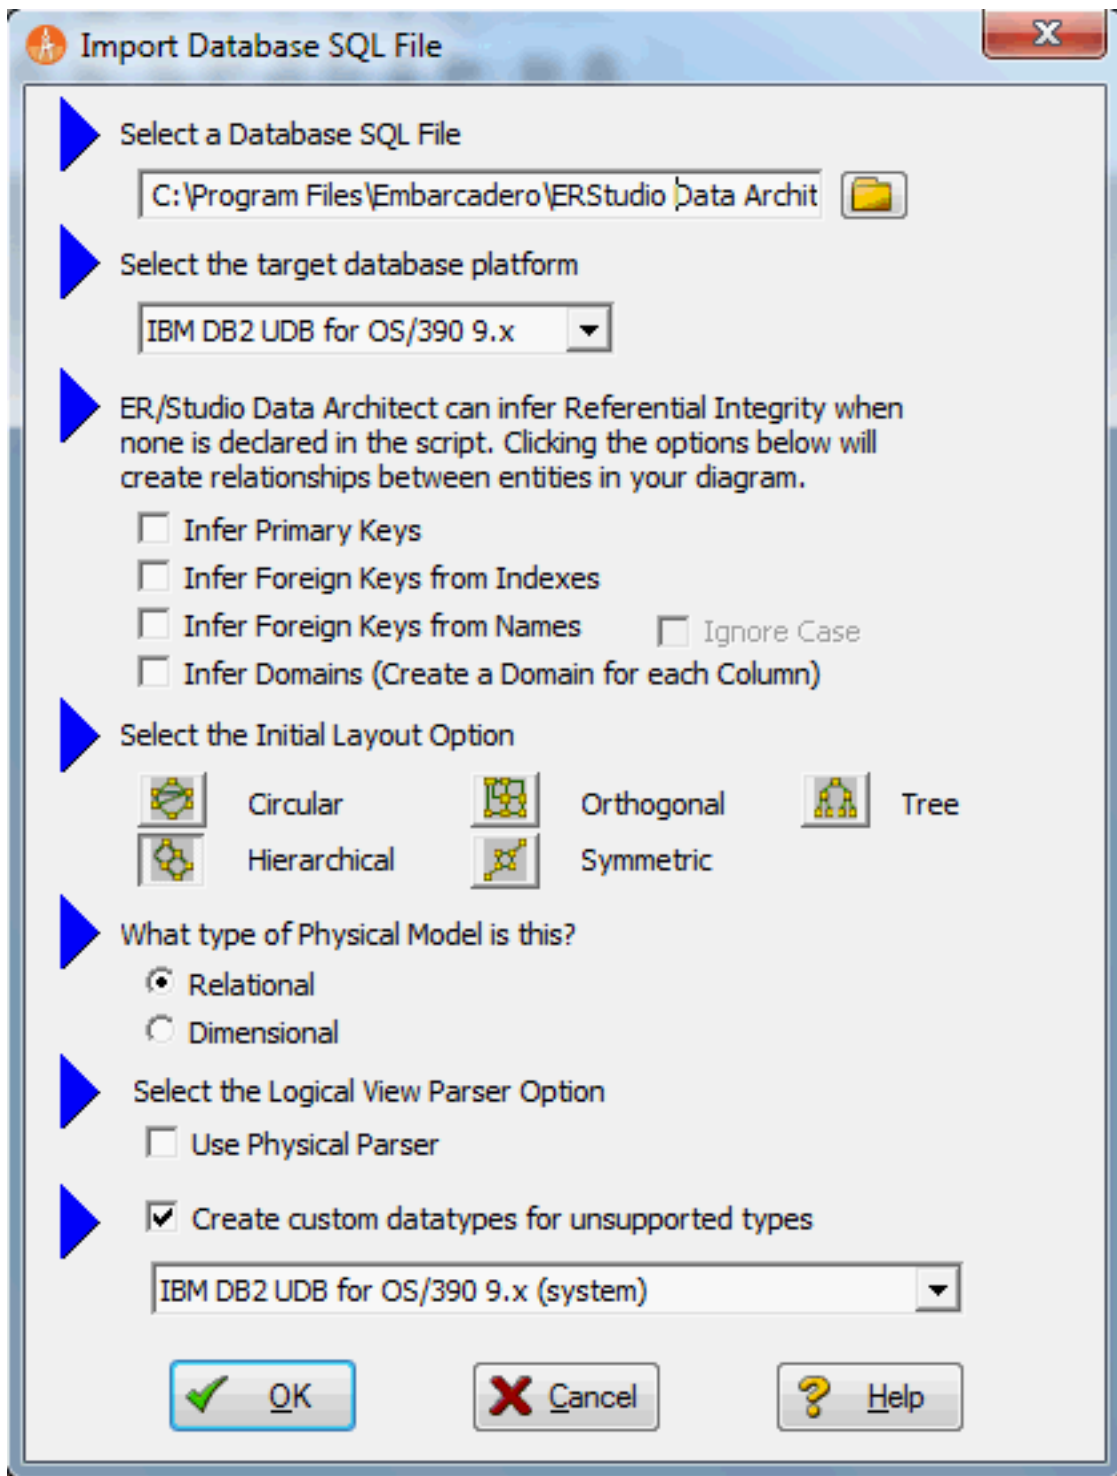 Import Database SQL File
Select a Database SQL File
C:\Program Files\Embarcadero\ERStudio Data Archit
Select the target database platform
IBM DB2 UDB for OS/390 9.x
ER/Studio Data Architect can infer Referential Integrity when
none is declared in the script. Clicking the options below will
create relationships between entities in your diagram.
Infer Primary Keys
Infer Foreign Keys from Indexes
Infer Foreign Keys from Names Ignore Case
Infer Domains (Create a Domain for each Column)
Select the Initial Layout Option
Circular Orthogonal Tree
Hierarchical Symmetric
What type of Physical Model is this?
Relational
Dimensional
Select the Logical View Parser Option
Use Physical Parser
Create custom datatypes for unsupported types
IBM DB2 UDB for OS/390 9.x (system)
OK Cancel Help